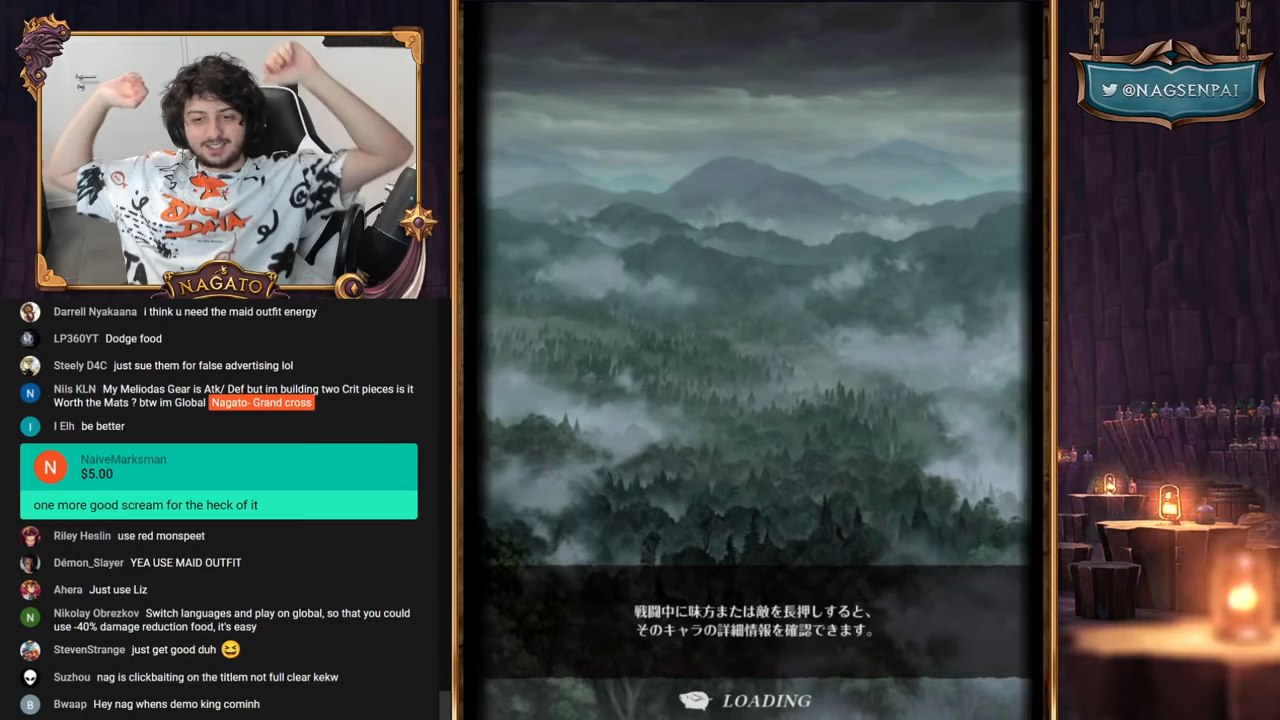 @NAGSENPAI
BIG
DATA
NAGATO
Darrell Nyakaana i think u need the maid outfit energy
LP360YT Dodge food
Steely D4C just sue them for false advertising lol
N Nils KLN My Meliodas Gear is Atk/ Def but im building two Crit pieces is it
Worth the Mats ? btw im Global Nagato- Grand cross
I I Elh be better
N NaiveMarksman
$5.00
one more good scream for the heck of it
Riley Heslin use red monspeet
Démon_Slayer YEA USE MAID OUTFIT
Ahera Just use Liz
N Nikolay Obrezkov Switch languages and play on global, so that you could
use -40% damage reduction food, it's easy
StevenStrange just get good duh 😆
Suzhou nag is clickbaiting on the titlem not full clear kekw
B Bwaap Hey nag whens demo king cominh
戦闘中に味方または敵を長押しすると、
そのキャラの詳細情報を確認できます。
LOADING